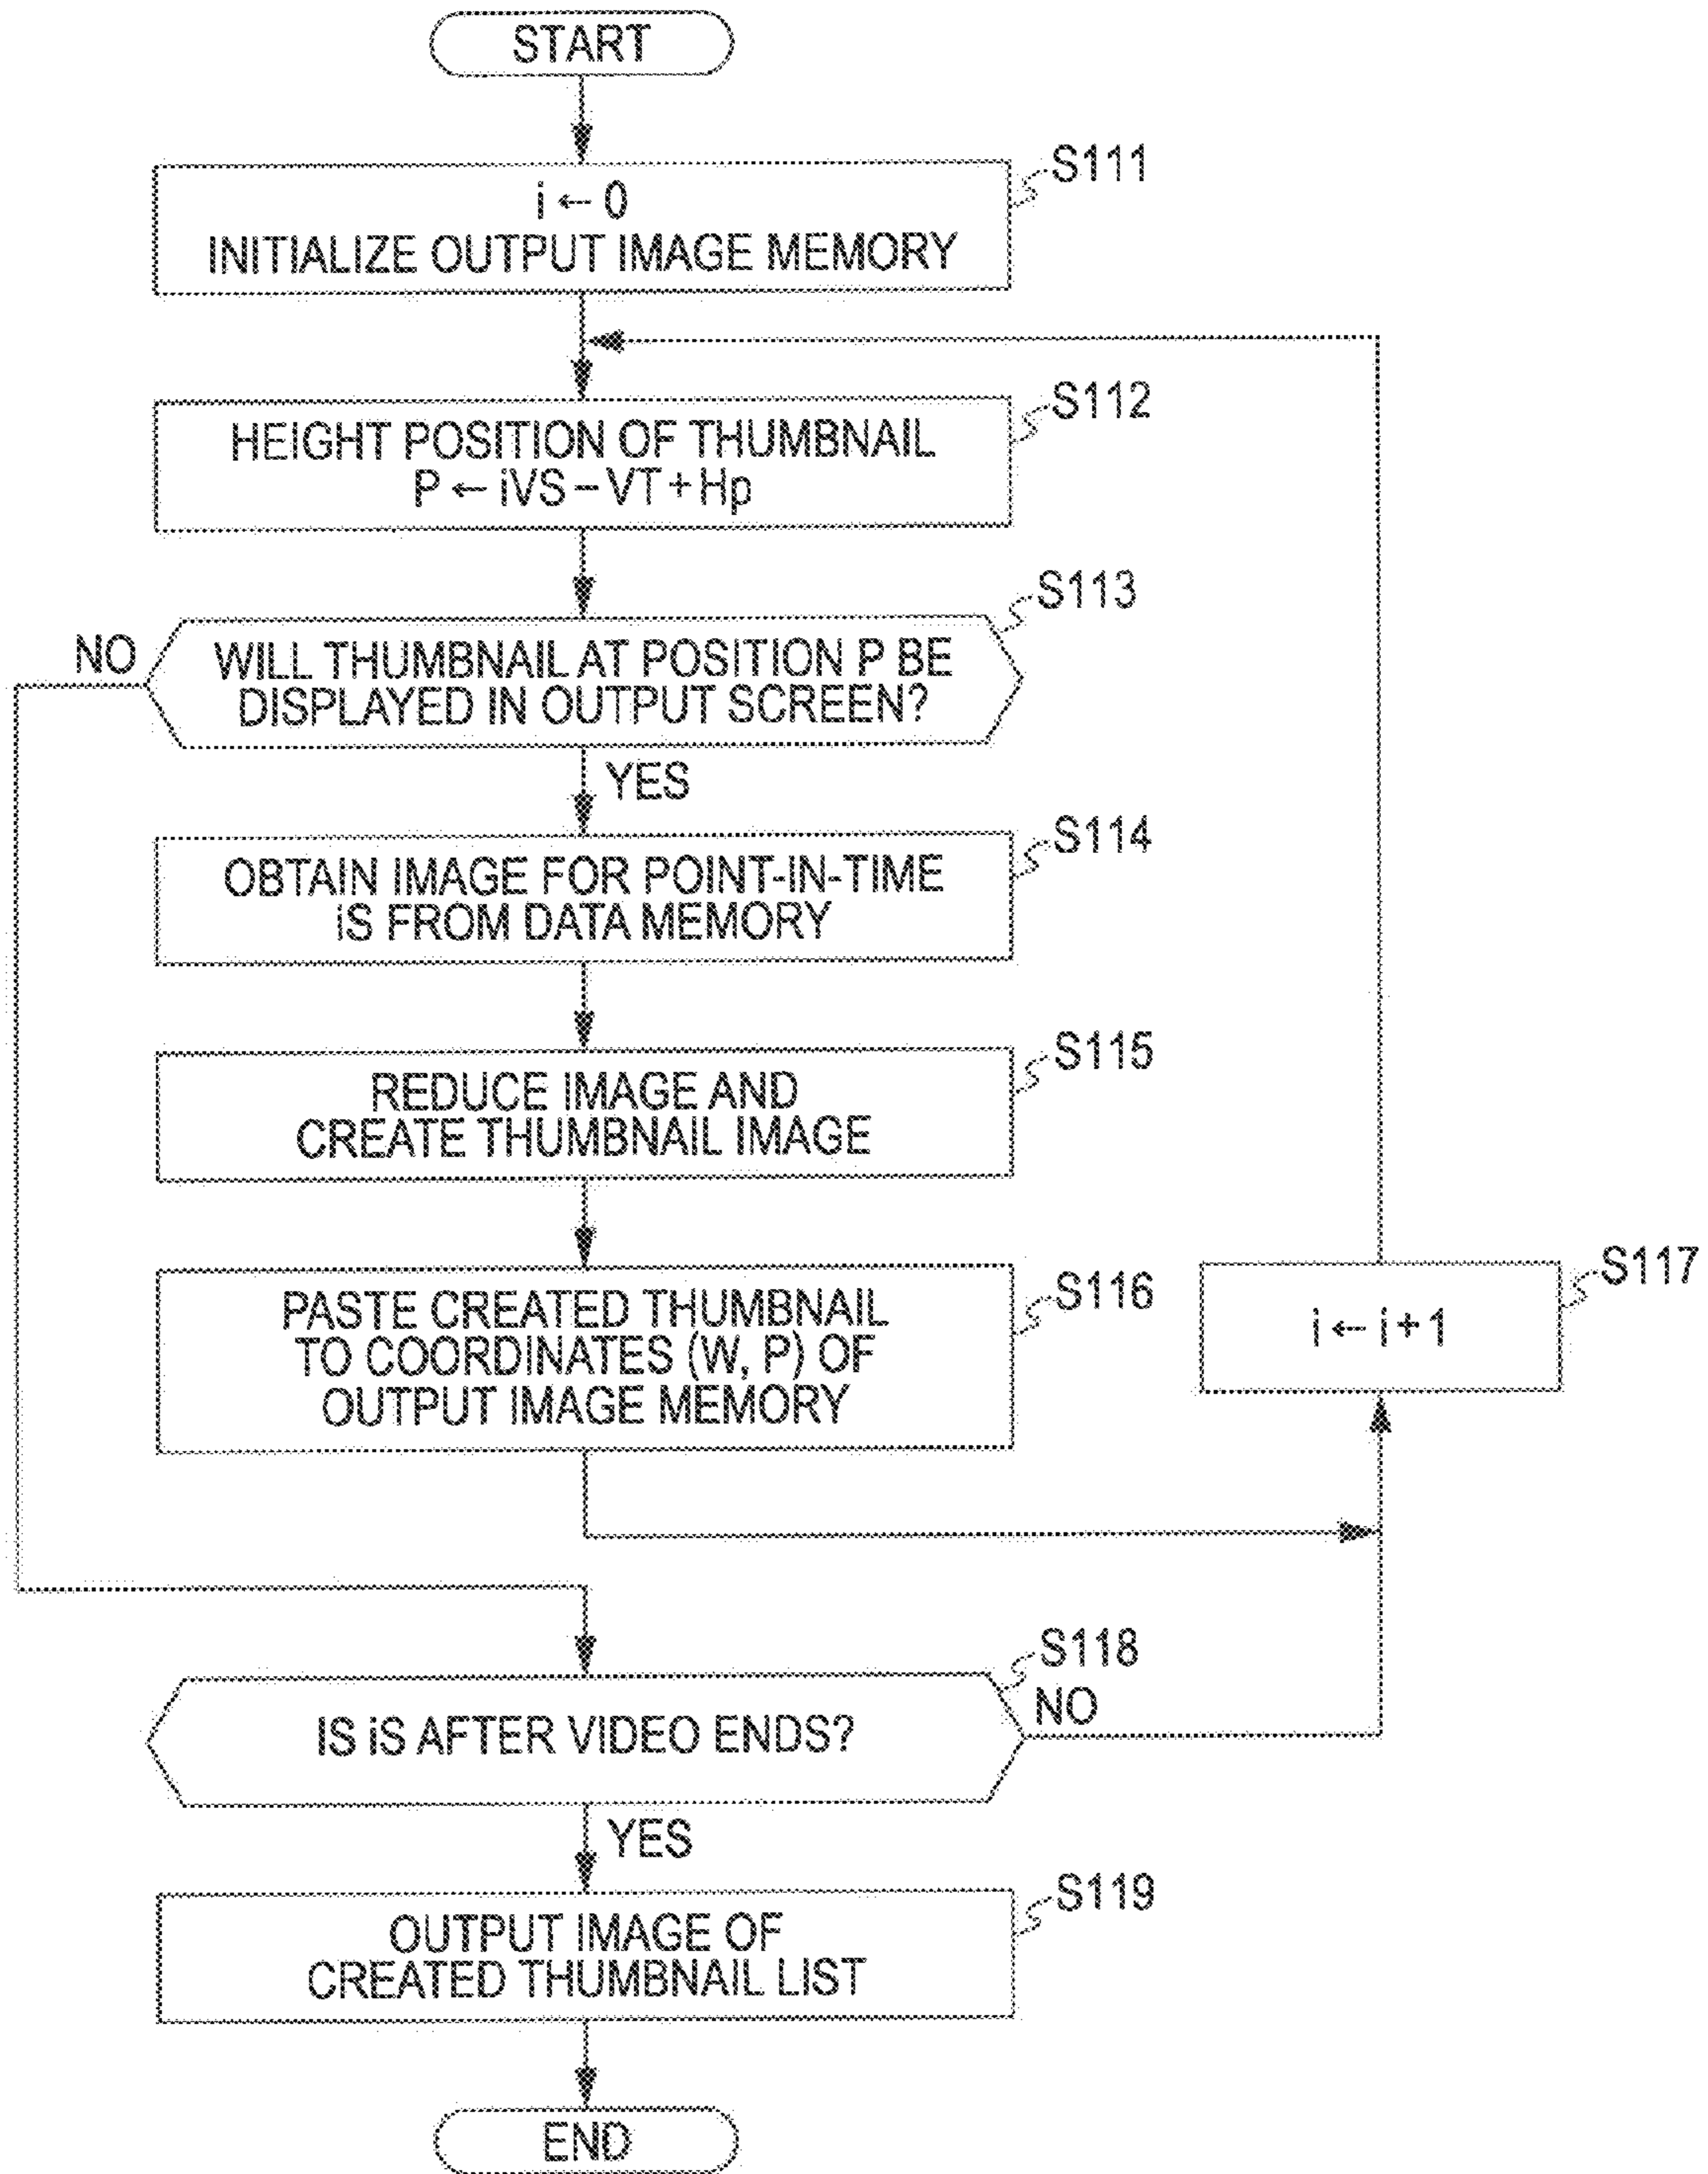 START
S111
i ← 0
INITIALIZE OUTPUT IMAGE MEMORY
S112
HEIGHT POSITION OF THUMBNAIL
P ← iVS – VT + Hp
S113
NO
WILL THUMBNAIL AT POSITION P BE
DISPLAYED IN OUTPUT SCREEN?
YES
S114
OBTAIN IMAGE FOR POINT-IN-TIME
iS FROM DATA MEMORY
S115
REDUCE IMAGE AND
CREATE THUMBNAIL IMAGE
S116
PASTE CREATED THUMBNAIL
TO COORDINATES (W, P) OF
OUTPUT IMAGE MEMORY
S117
i ← i + 1
S118
NO
IS iS AFTER VIDEO ENDS?
YES
S119
OUTPUT IMAGE OF
CREATED THUMBNAIL LIST
END